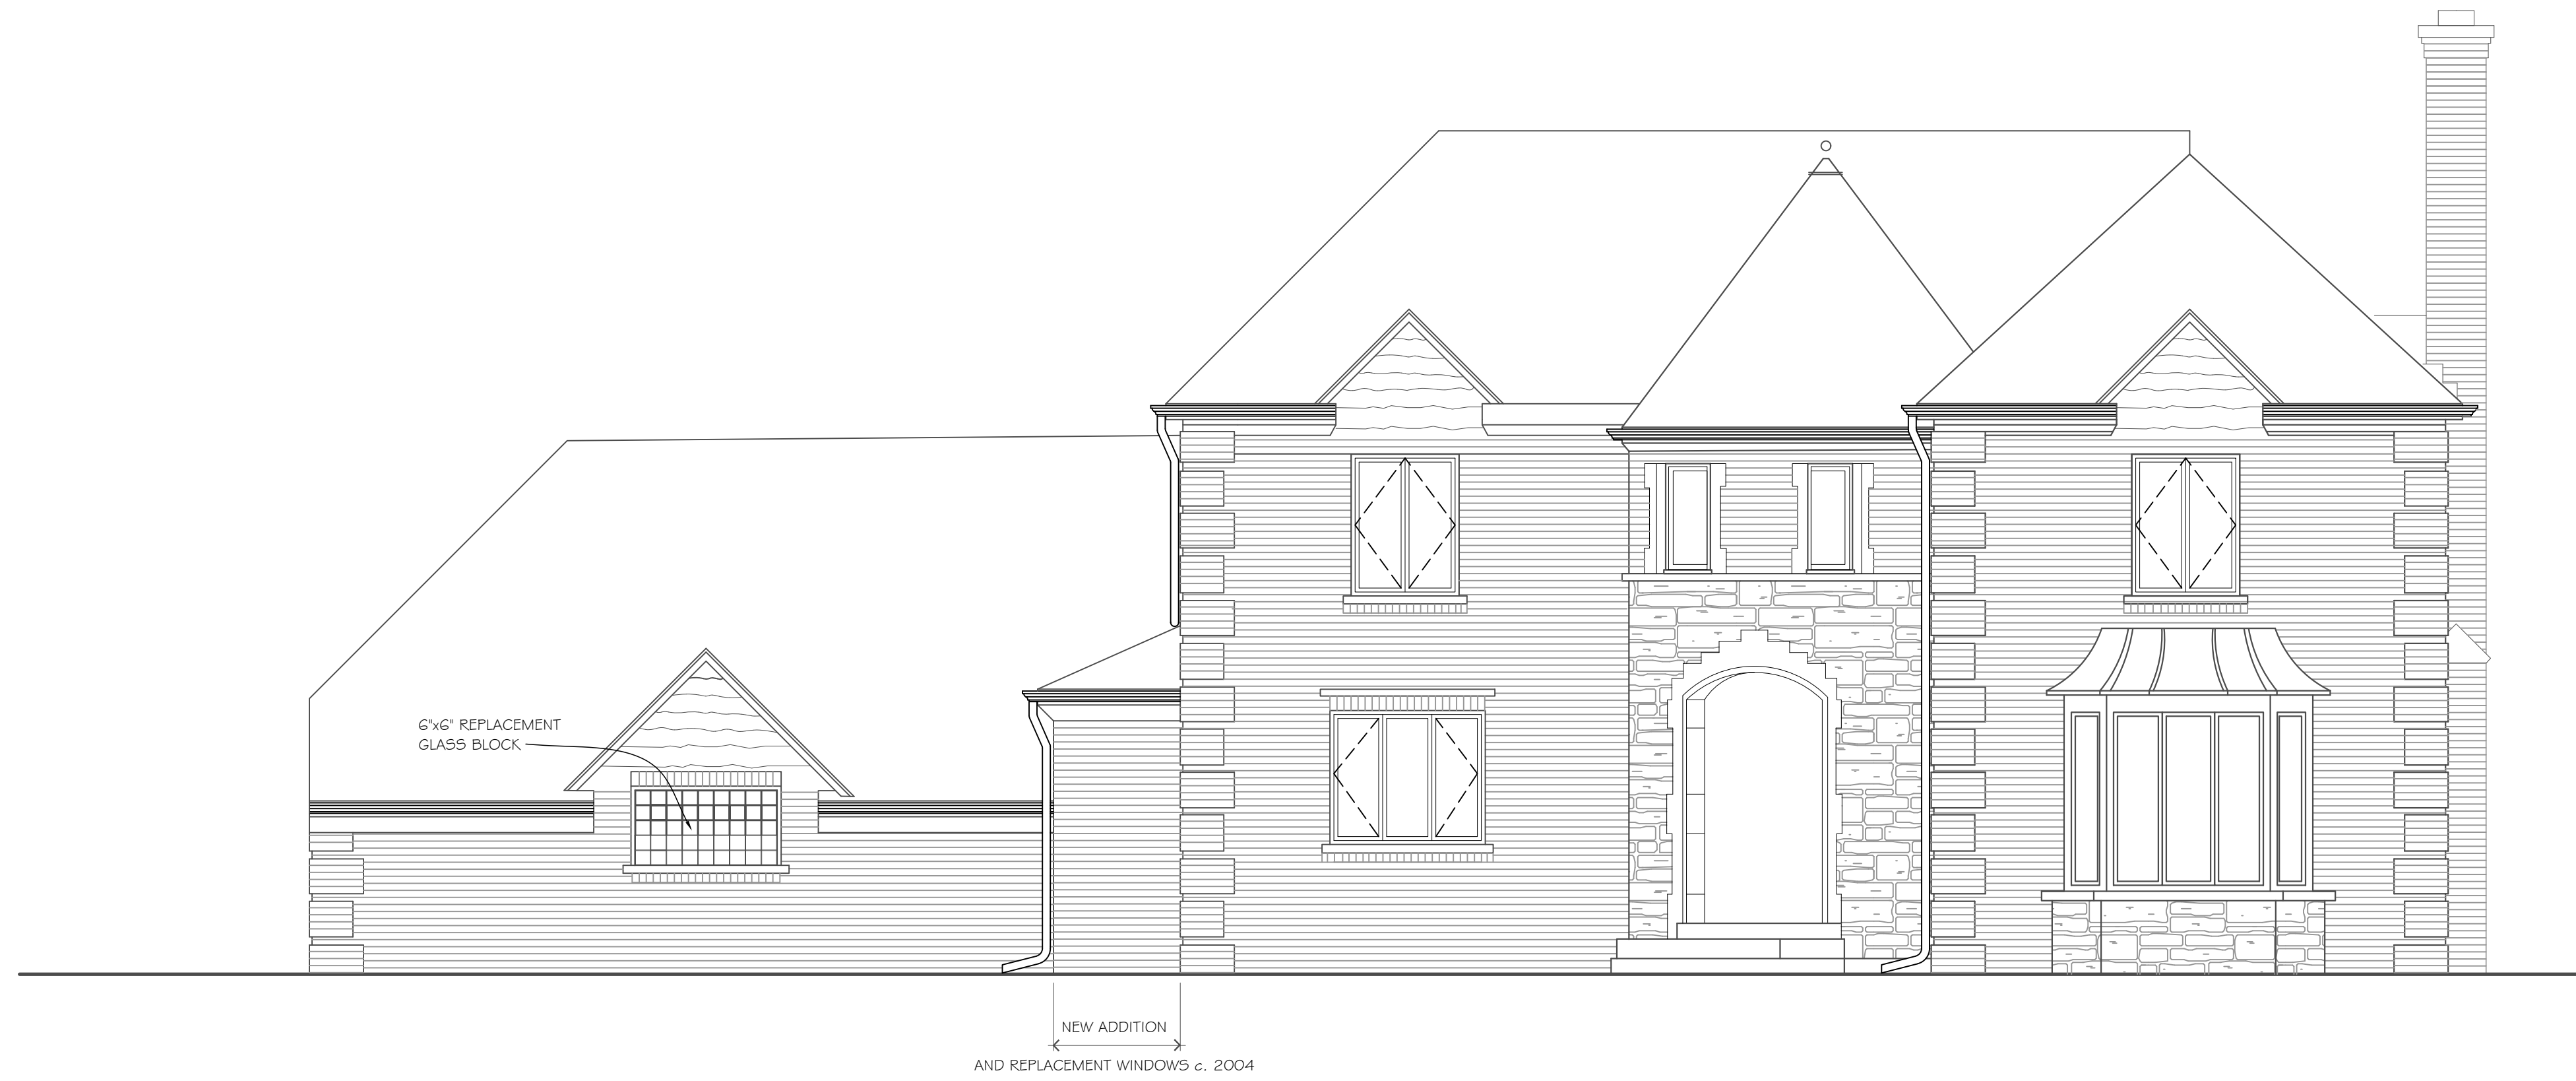 6"x6" REPLACEMENT
GLASS BLOCK
NEW ADDITION
AND REPLACEMENT WINDOWS c. 2004